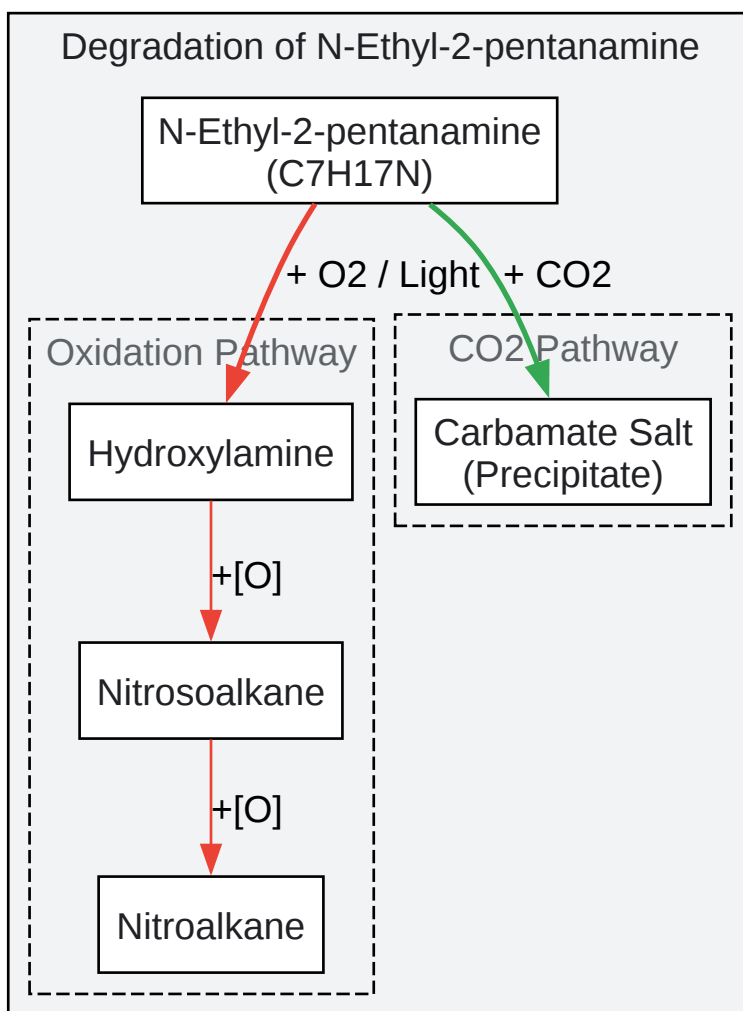 Degradation of N-Ethyl-2-pentanamine
N-Ethyl-2-pentanamine
(C7H17N)
+ O2 / Light
+ CO2
Oxidation Pathway
CO2 Pathway
Hydroxylamine
Carbamate Salt
(Precipitate)
+[O]
Nitrosoalkane
+[O]
Nitroalkane